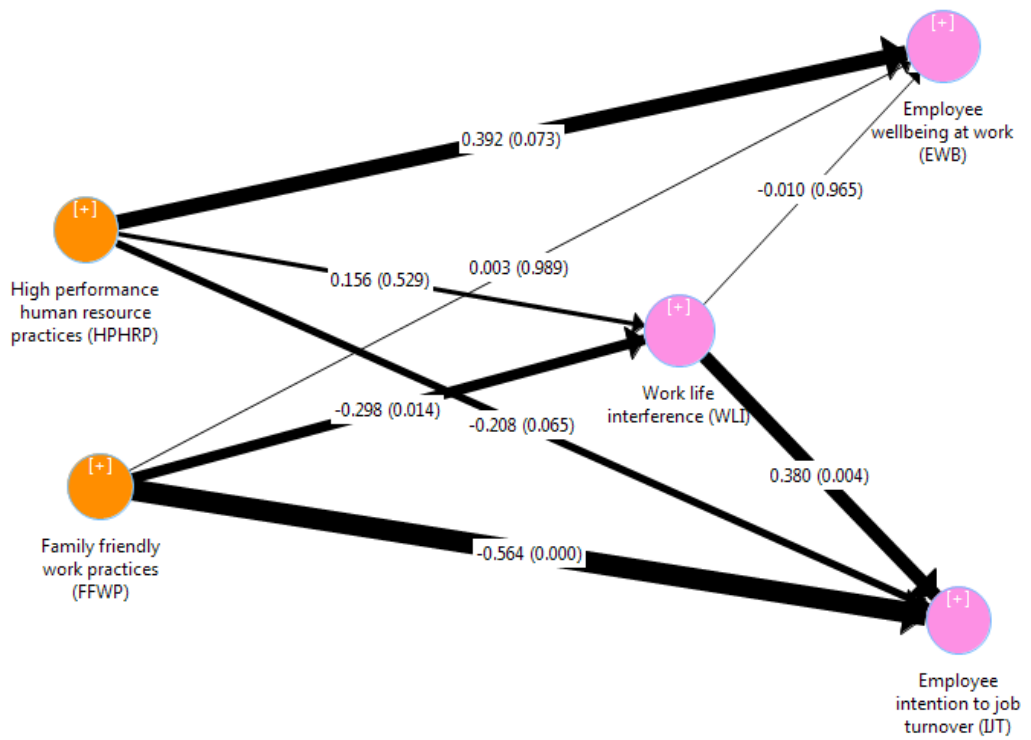 [+]
Employee
wellbeing at work
(EWB)
0.392 (0.073)
-0.010 (0.965)
[+]
High performance
human resource
practices (HPHRP)
0.156 (0.529)
0.003 (0.989)
[+]
Work life
interference (WLI)
-0.298 (0.014)
-0.208 (0.065)
[+]
Family friendly
work practices
(FFWP)
0.380 (0.004)
-0.564 (0.000)
[+]
Employee
intention to job
turnover (IJT)